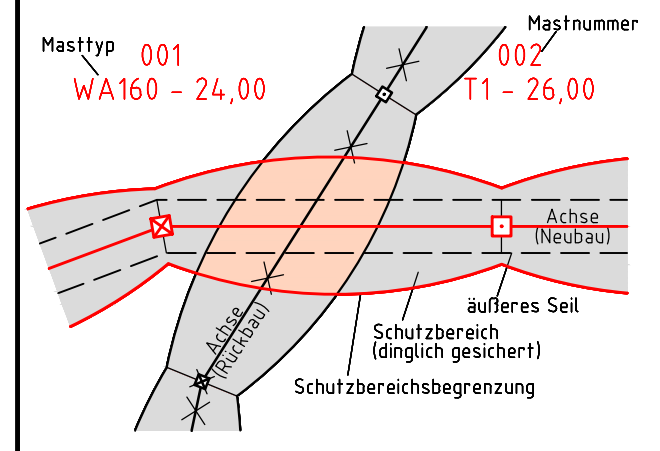 Mastnummer
Masttyp
001
002
WA160 - 24,00
T1 - 26,00
Achse
(Neubau)
äußeres Seil
Achse
(Rückbau)
Schutzbereich
(dinglich gesichert)
Schutzbereichsbegrenzung